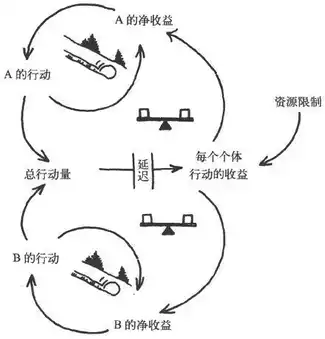 A 的净收益
A 的行动
资源限制
总行动量
延迟
每个个体
行动的收益
B 的行动
B 的净收益